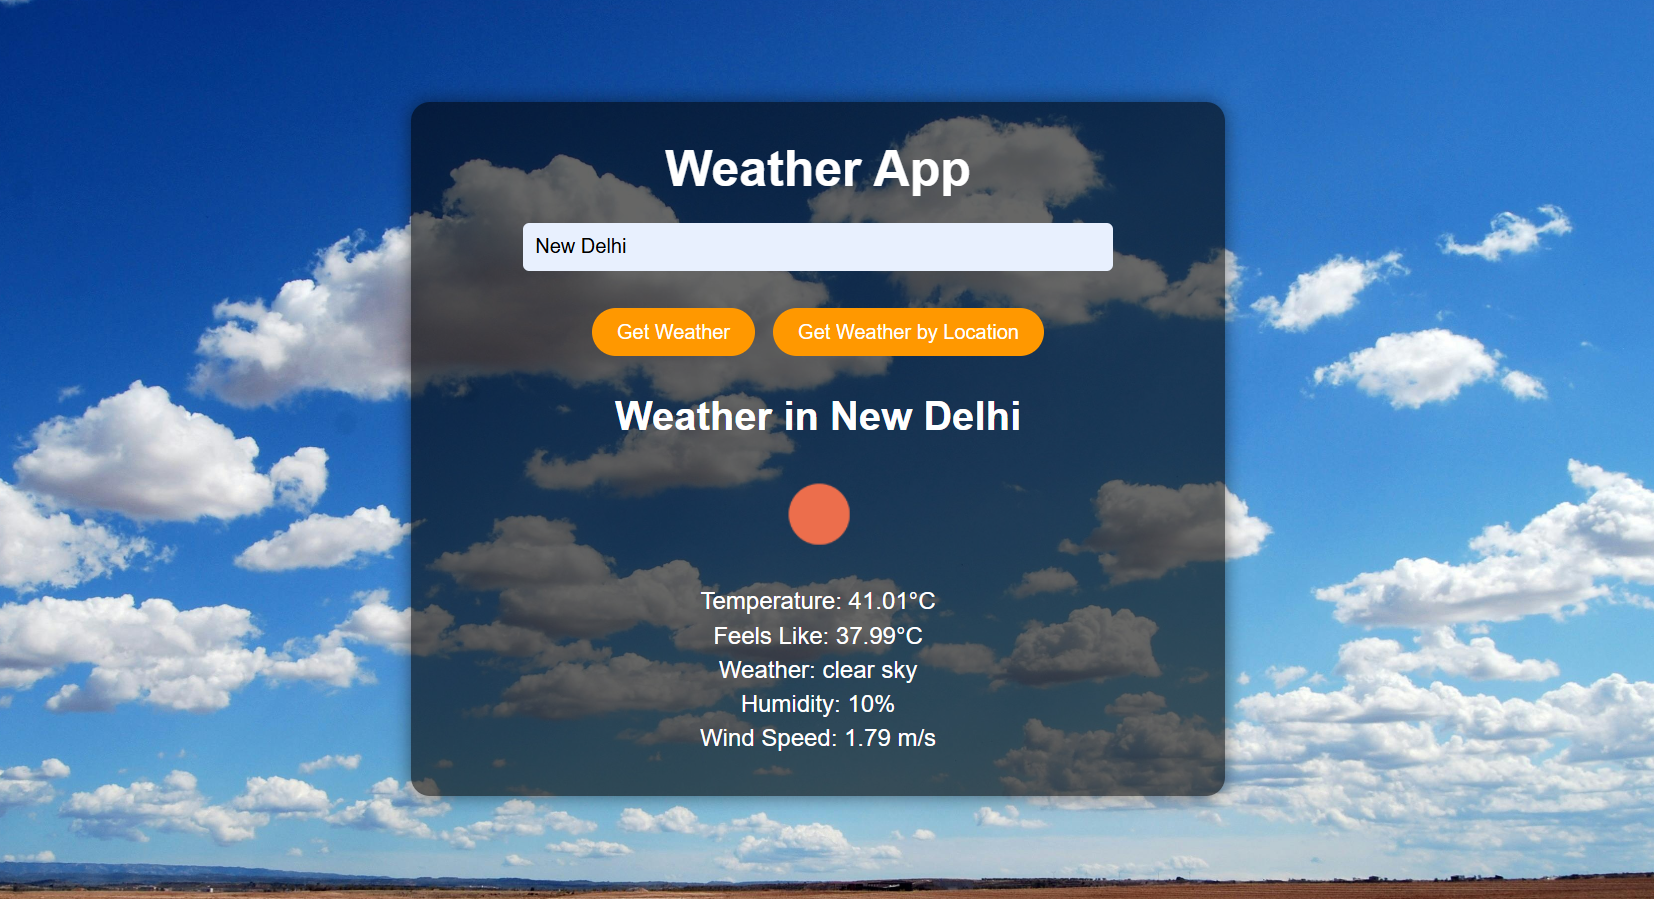 Weather App
New Delhi
Get Weather Get Weather by Location
Weather in New Delhi
Temperature: 41.01°C
Feels Like: 37.99°C
Weather: clear sky
Humidity: 10%
Wind Speed: 1.79 m/s